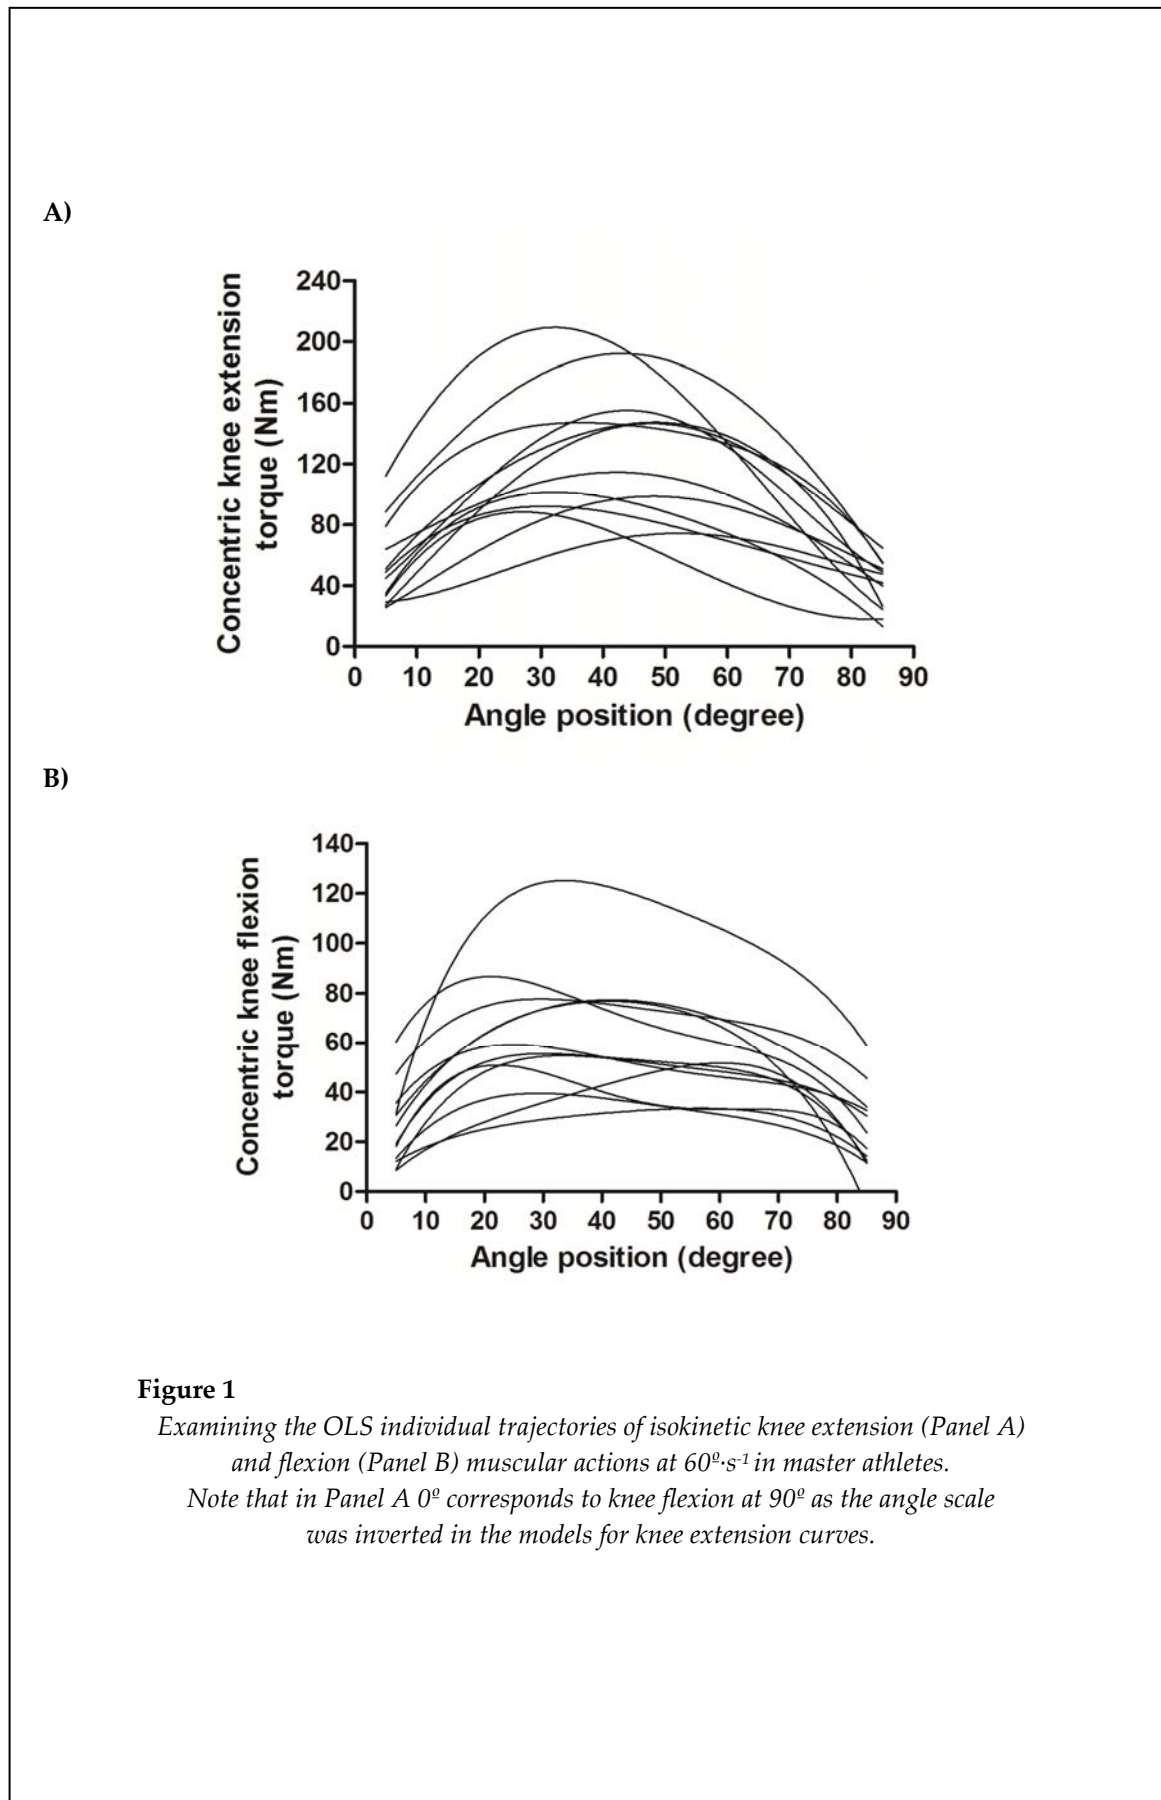 A)
Concentric knee extension
torque (Nm)
240
200
160
120
80
40
0
0 10 20 30 40 50 60 70 80 90
Angle position (degree)
B)
Concentric knee flexion
torque (Nm)
140
120
100
80
60
40
20
0
0 10 20 30 40 50 60 70 80 90
Angle position (degree)
Figure 1
Examining the OLS individual trajectories of isokinetic knee extension (Panel A)
and flexion (Panel B) muscular actions at 60º·s-1 in master athletes.
Note that in Panel A 0º corresponds to knee flexion at 90º as the angle scale
was inverted in the models for knee extension curves.